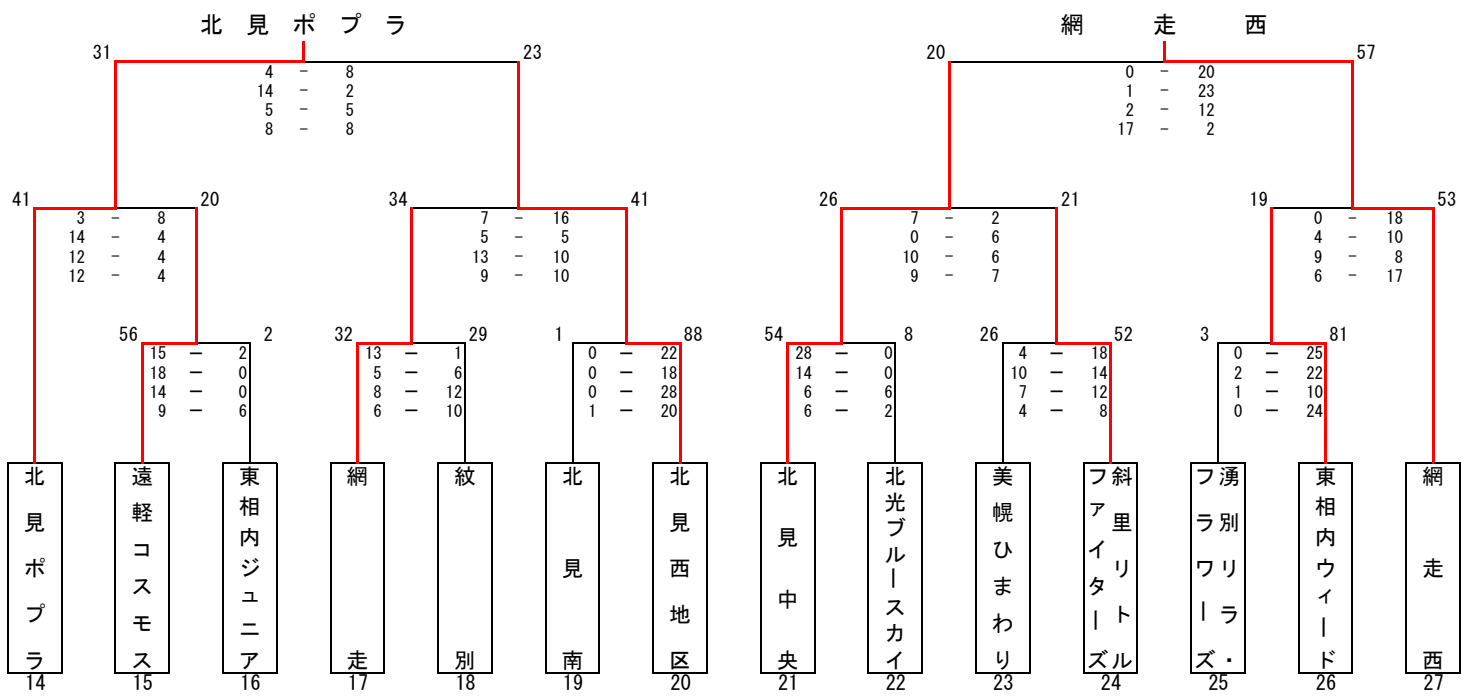 北見ポプラ
網走西
31
23
20
57
4 - 8
14 - 2
5 - 5
8 - 8
0 - 20
1 - 23
2 - 12
17 - 2
41
20
34
41
26
21
19
53
3 - 8
14 - 4
12 - 4
12 - 4
7 - 16
5 - 5
13 - 10
9 - 10
7 - 2
0 - 6
10 - 6
9 - 7
0 - 18
4 - 10
9 - 8
6 - 17
56
2
32
29
1
88
54
8
26
52
3
81
15 － 2
18 － 0
14 － 0
9 － 6
13 － 1
5 － 6
8 － 12
6 － 10
0 － 22
0 － 18
0 － 28
1 － 20
28 － 0
14 － 0
6 － 6
6 － 2
4 － 18
10 － 14
7 － 12
4 － 8
0 － 25
2 － 22
1 － 10
0 － 24
北見ポプラ
14
遠軽コスモス
15
東相内ジュニア
16
網走
17
紋別
18
北見南
19
北見西地区
20
北見中央
21
北光ブルースカイ
22
美幌ひまわり
23
斜里リトル
ファイターズ
24
湧別リラ・
フラワーズ
25
東相内ウィード
26
網走西
27